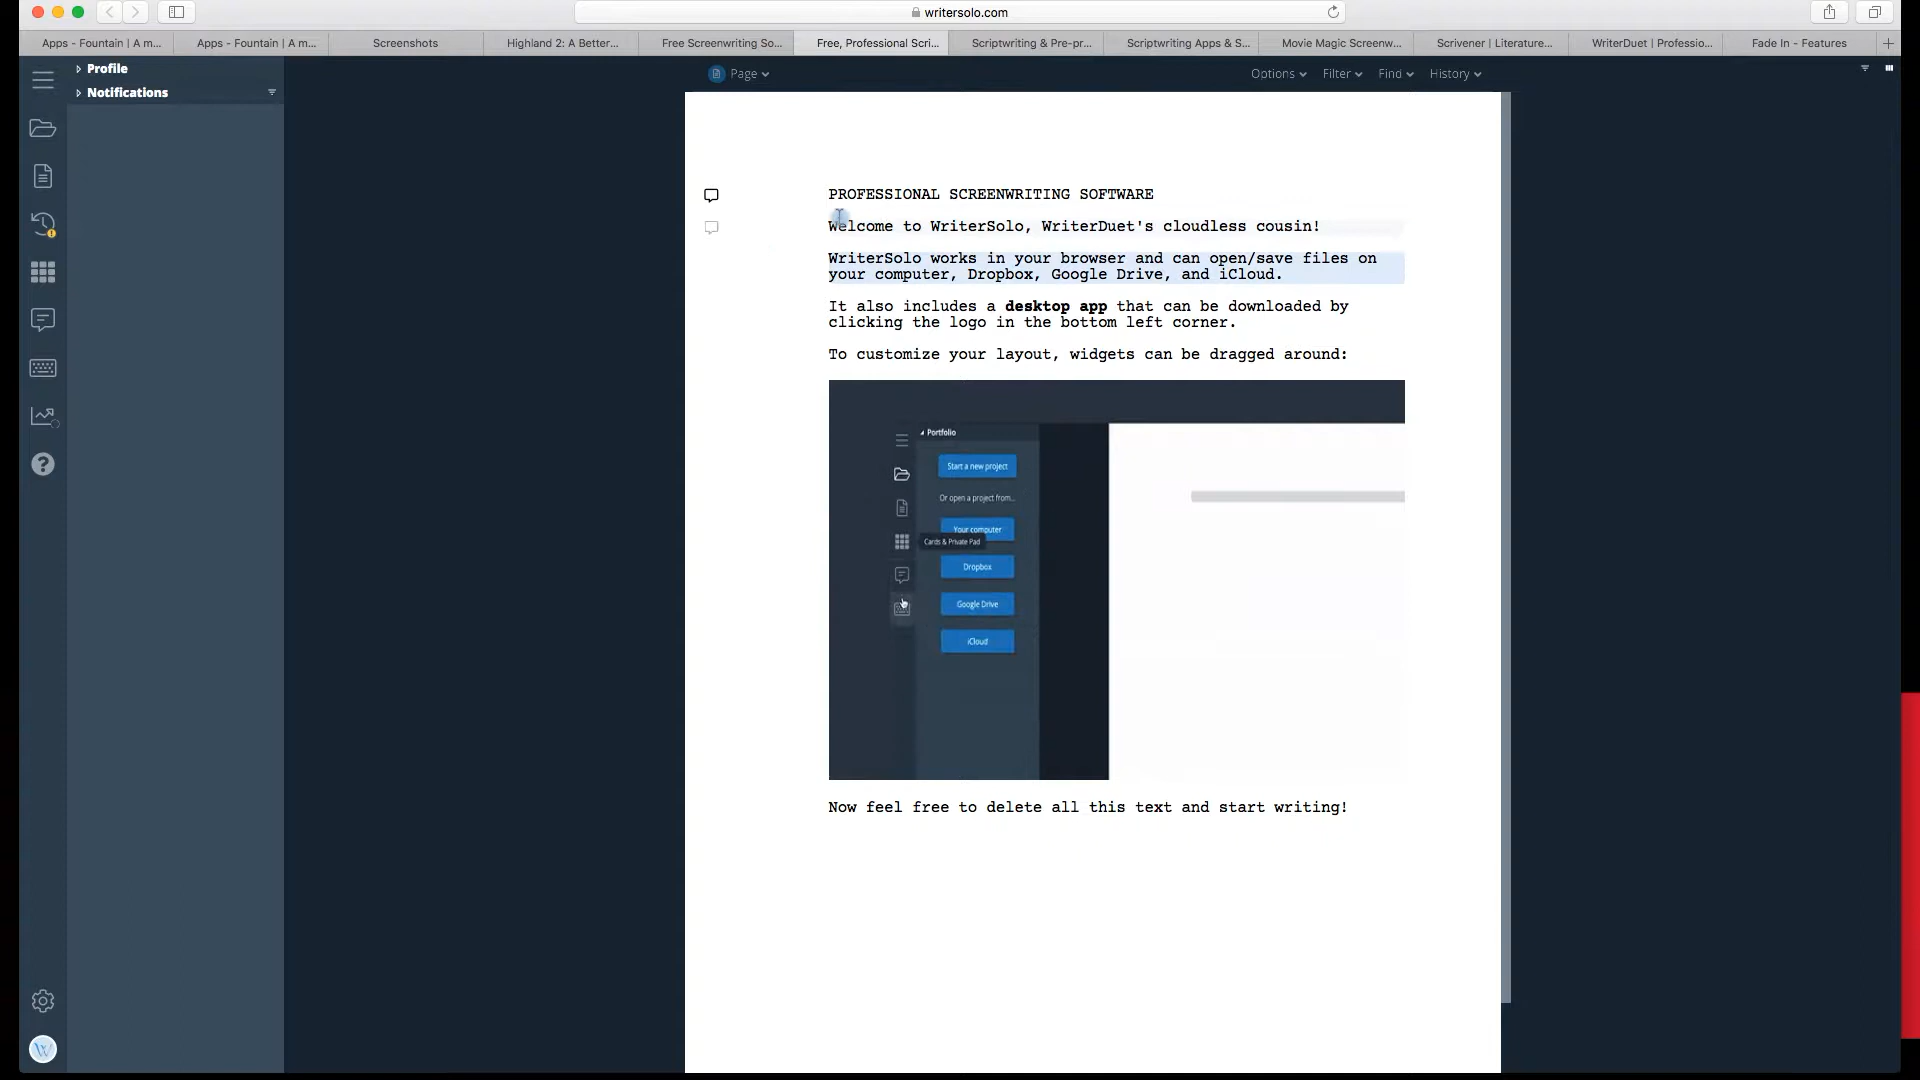 writersolo.com
Apps - Fountain | A m...
Apps - Fountain | A m...
Screenshots
Highland 2: A Better...
Free Screenwriting So...
Free, Professional Scri...
Scriptwriting & Pre-pr...
Scriptwriting Apps & S...
Movie Magic Screenw...
Scrivener | Literature...
WriterDuet | Professio...
Fade In - Features
Profile
Notifications
Page
Options
Filter
Find
History
PROFESSIONAL SCREENWRITING SOFTWARE
Welcome to WriterSolo, WriterDuet's cloudless cousin!
WriterSolo works in your browser and can open/save files on
your computer, Dropbox, Google Drive, and iCloud.
It also includes a desktop app that can be downloaded by
clicking the logo in the bottom left corner.
To customize your layout, widgets can be dragged around:
Portfolio
Start a new project
Or open a project from...
Your computer
Cards & Private Pad
Dropbox
Google Drive
iCloud
Now feel free to delete all this text and start writing!
W